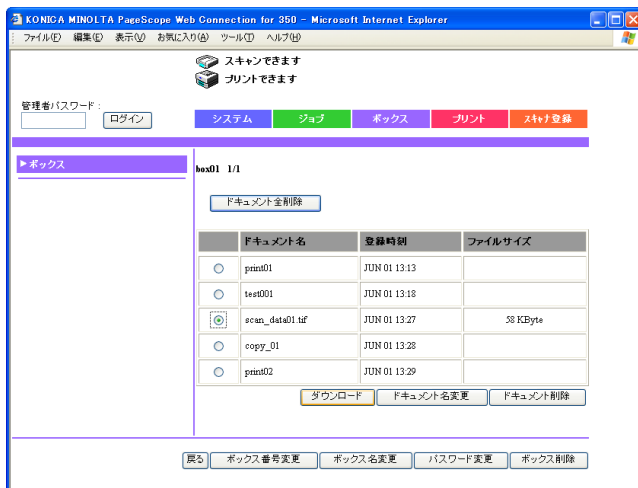 KONICA MINOLTA PageScope Web Connection for 350 - Microsoft Internet Explorer
ファイル(F) 編集(E) 表示(V) お気に入り(A) ツール(T) ヘルプ(H)
スキャンできます
プリントできます
管理者パスワード:
ログイン
システム ジョブ ボックス プリント スキャナ登録
▶ボックス
box01 1/1
ドキュメント全削除
ドキュメント名 登録時刻 ファイルサイズ
print01 JUN 01 13:13
test001 JUN 01 13:18
scan_data01.tif JUN 01 13:27 58 KByte
copy_01 JUN 01 13:28
print02 JUN 01 13:29
ダウンロード ドキュメント名変更 ドキュメント削除
戻る ボックス番号変更 ボックス名変更 パスワード変更 ボックス削除